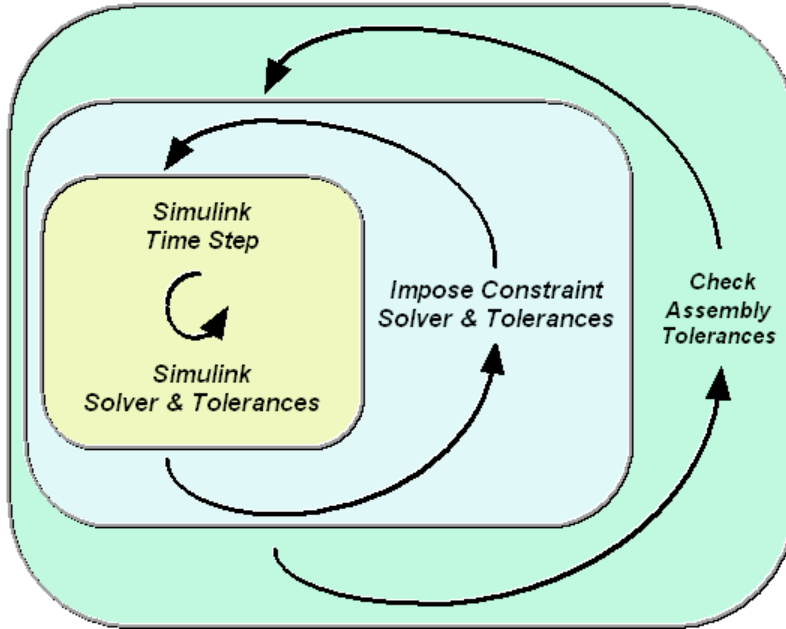 Simulink
Time Step
Simulink
Solver & Tolerances
Impose Constraint
Solver & Tolerances
Check
Assembly
Tolerances